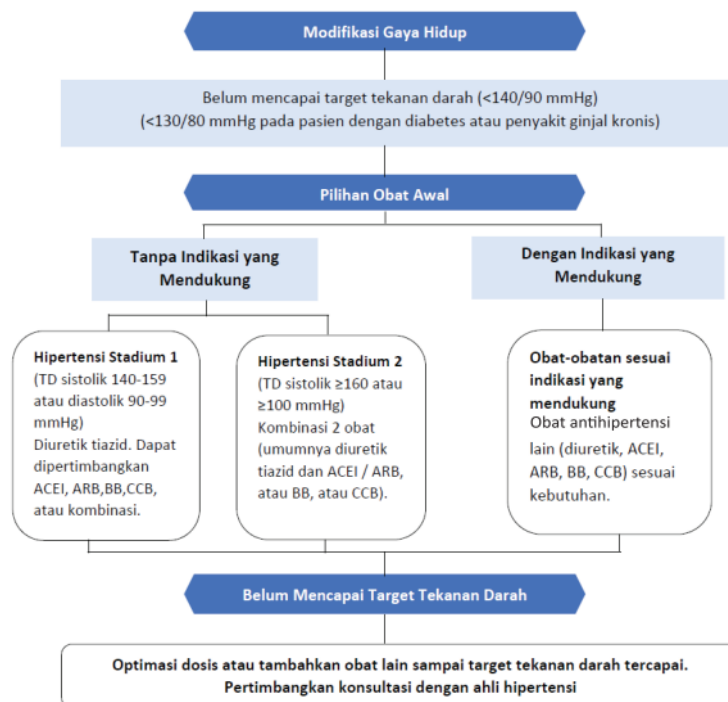 Modifikasi Gaya Hidup
Belum mencapai target tekanan darah (<140/90 mmHg)
(<130/80 mmHg pada pasien dengan diabetes atau penyakit ginjal kronis)
Pilihan Obat Awal
Tanpa Indikasi yang
Mendukung
Dengan Indikasi yang
Mendukung
Hipertensi Stadium 1
(TD sistolik 140-159
atau diastolik 90-99
mmHg)
Diuretik tiazid. Dapat
dipertimbangkan
ACEI, ARB,BB,CCB,
atau kombinasi.
Hipertensi Stadium 2
(TD sistolik ≥160 atau
≥100 mmHg)
Kombinasi 2 obat
(umumnya diuretik
tiazid dan ACEI / ARB,
atau BB, atau CCB).
Obat-obatan sesuai
indikasi yang
mendukung
Obat antihipertensi
lain (diuretik, ACEI,
ARB, BB, CCB) sesuai
kebutuhan.
Belum Mencapai Target Tekanan Darah
Optimasi dosis atau tambahkan obat lain sampai target tekanan darah tercapai.
Pertimbangkan konsultasi dengan ahli hipertensi